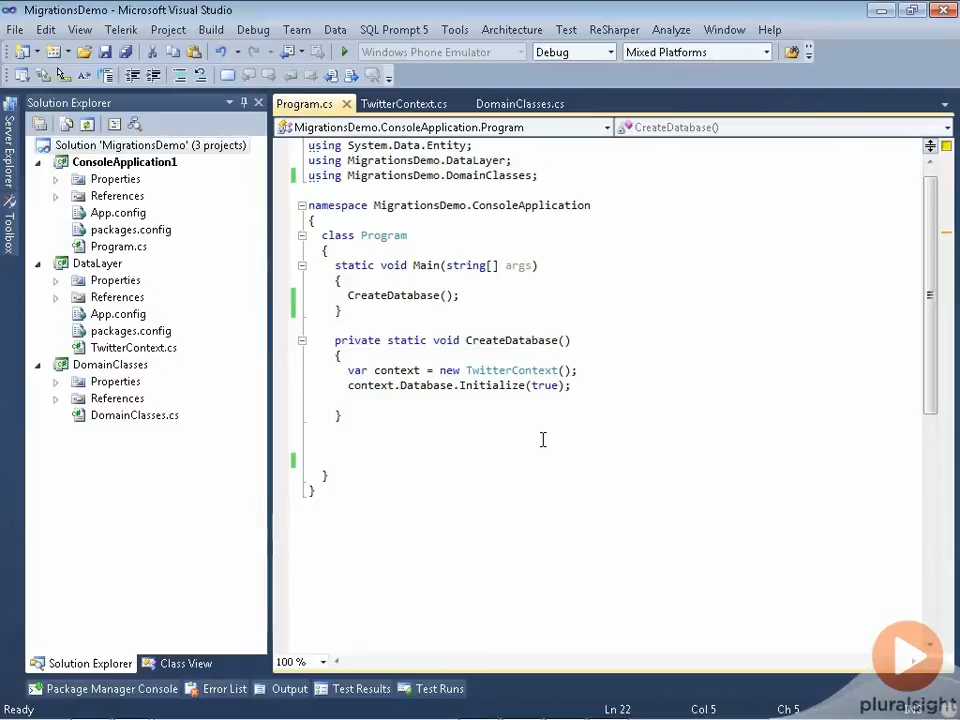 MigrationsDemo - Microsoft Visual Studio
File Edit View Telerik Project Build Debug Team Data SQL Prompt 5 Tools Architecture Test ReSharper Analyze Window Help
Windows Phone Emulator Debug Mixed Platforms
Solution Explorer
Program.cs TwitterContext.cs DomainClasses.cs
MigrationsDemo.ConsoleApplication.Program CreateDatabase()
Server Explorer
Toolbox
Solution 'MigrationsDemo' (3 projects)
ConsoleApplication1
Properties
References
App.config
packages.config
Program.cs
DataLayer
Properties
References
App.config
packages.config
TwitterContext.cs
DomainClasses
Properties
References
DomainClasses.cs
using System.Data.Entity;
using MigrationsDemo.DataLayer;
using MigrationsDemo.DomainClasses;
namespace MigrationsDemo.ConsoleApplication
{
class Program
{
static void Main(string[] args)
{
CreateDatabase();
}
private static void CreateDatabase()
{
var context = new TwitterContext();
context.Database.Initialize(true);
}
}
}
100 %
Solution Explorer Class View
Package Manager Console Error List Output Test Results Test Runs
Ready Ln 22 Col 5 Ch 5 INS
pluralsight